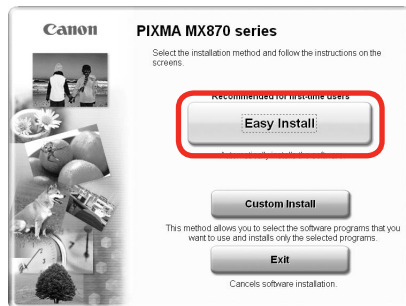 Canon
PIXMA MX870 series
Select the installation method and follow the instructions on the
screens.
Recommended for first-time users
Easy Install
Custom Install
This method allows you to select the software programs that you
want to use and installs only the selected programs.
Exit
Cancels software installation.